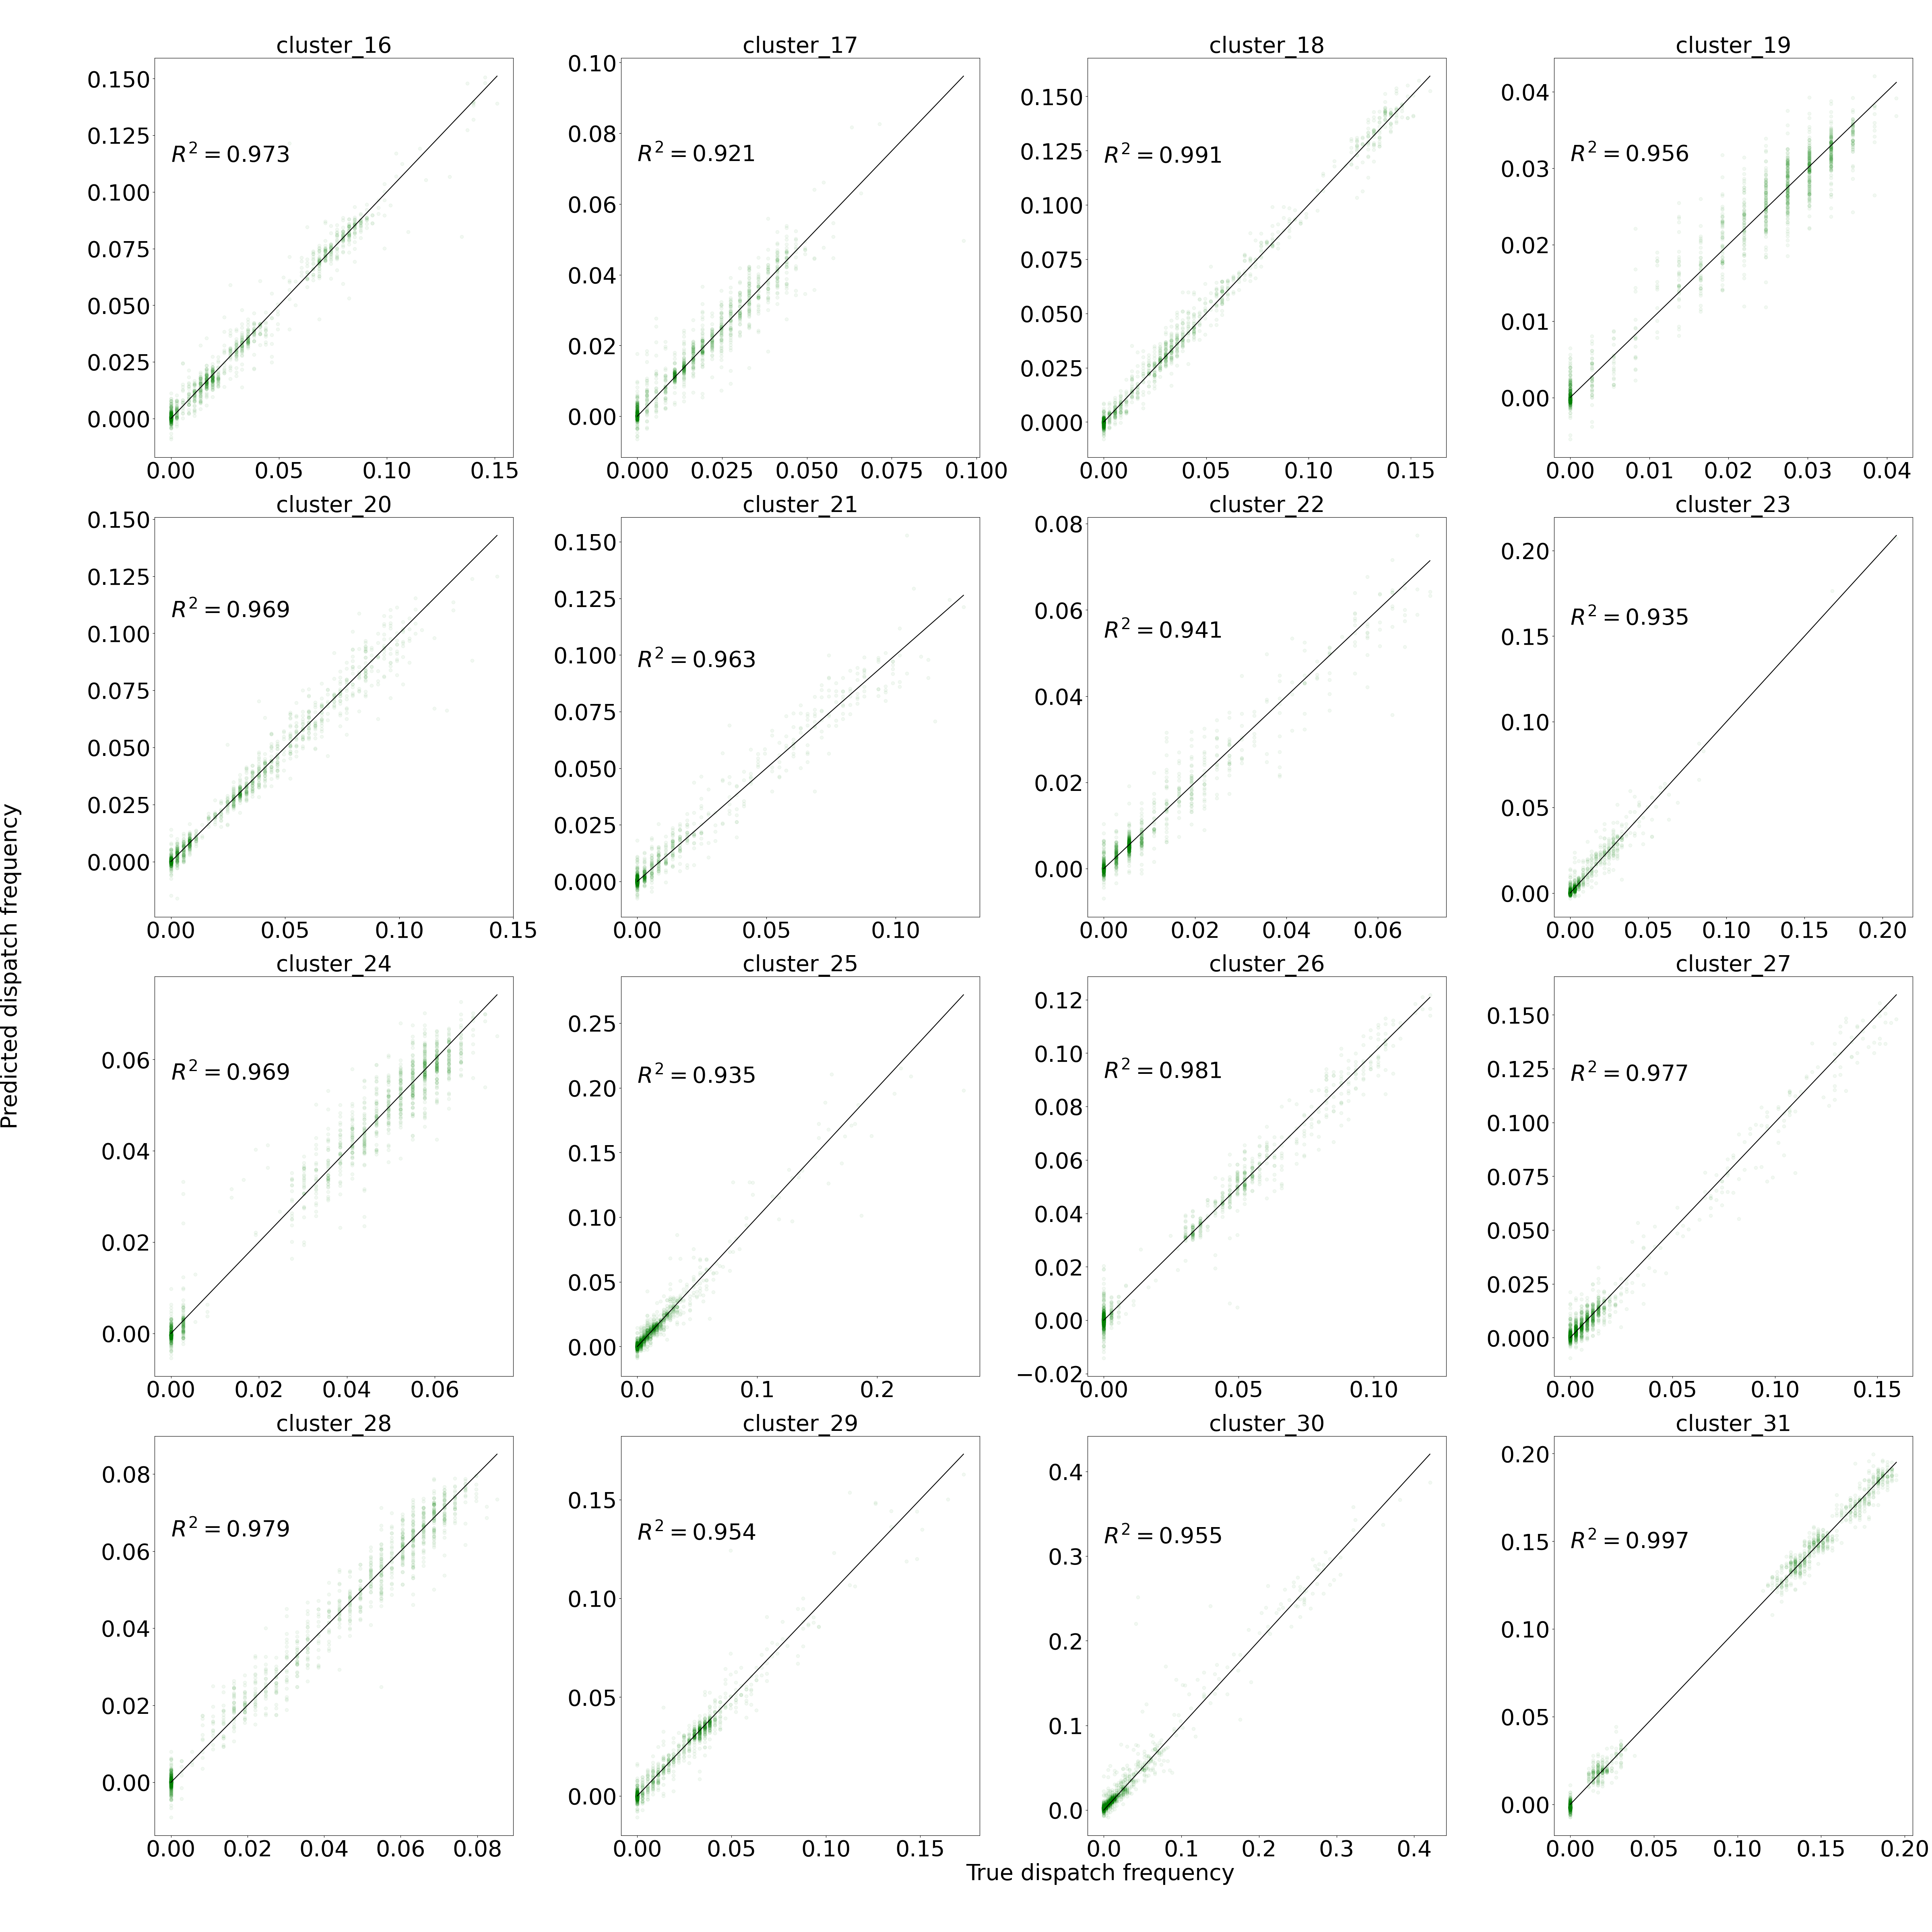 cluster_16
0.150
0.125
0.100
0.075
0.050
0.025
0.000
R² = 0.973
0.00 0.05 0.10 0.15
cluster_17
0.10
0.08
0.06
0.04
0.02
0.00
R² = 0.921
0.000 0.025 0.050 0.075 0.100
cluster_18
0.150
0.125
0.100
0.075
0.050
0.025
0.000
R² = 0.991
0.00 0.05 0.10 0.15
cluster_19
0.04
0.03
0.02
0.01
0.00
R² = 0.956
0.00 0.01 0.02 0.03 0.04
cluster_20
0.150
0.125
0.100
0.075
0.050
0.025
0.000
R² = 0.969
0.00 0.05 0.10 0.15
cluster_21
0.150
0.125
0.100
0.075
0.050
0.025
0.000
R² = 0.963
0.00 0.05 0.10
cluster_22
0.08
0.06
0.04
0.02
0.00
R² = 0.941
0.00 0.02 0.04 0.06
cluster_23
0.20
0.15
0.10
0.05
0.00
R² = 0.935
0.00 0.05 0.10 0.15 0.20
Predicted dispatch frequency
cluster_24
0.06
0.04
0.02
0.00
R² = 0.969
0.00 0.02 0.04 0.06
cluster_25
0.25
0.20
0.15
0.10
0.05
0.00
R² = 0.935
0.0 0.1 0.2
cluster_26
0.12
0.10
0.08
0.06
0.04
0.02
0.00
−0.02
R² = 0.981
0.00 0.05 0.10
cluster_27
0.150
0.125
0.100
0.075
0.050
0.025
0.000
R² = 0.977
0.00 0.05 0.10 0.15
cluster_28
0.08
0.06
0.04
0.02
0.00
R² = 0.979
0.00 0.02 0.04 0.06 0.08
cluster_29
0.15
0.10
0.05
0.00
R² = 0.954
0.00 0.05 0.10 0.15
cluster_30
0.4
0.3
0.2
0.1
0.0
R² = 0.955
0.0 0.1 0.2 0.3 0.4
cluster_31
0.20
0.15
0.10
0.05
0.00
R² = 0.997
0.00 0.05 0.10 0.15 0.20
True dispatch frequency